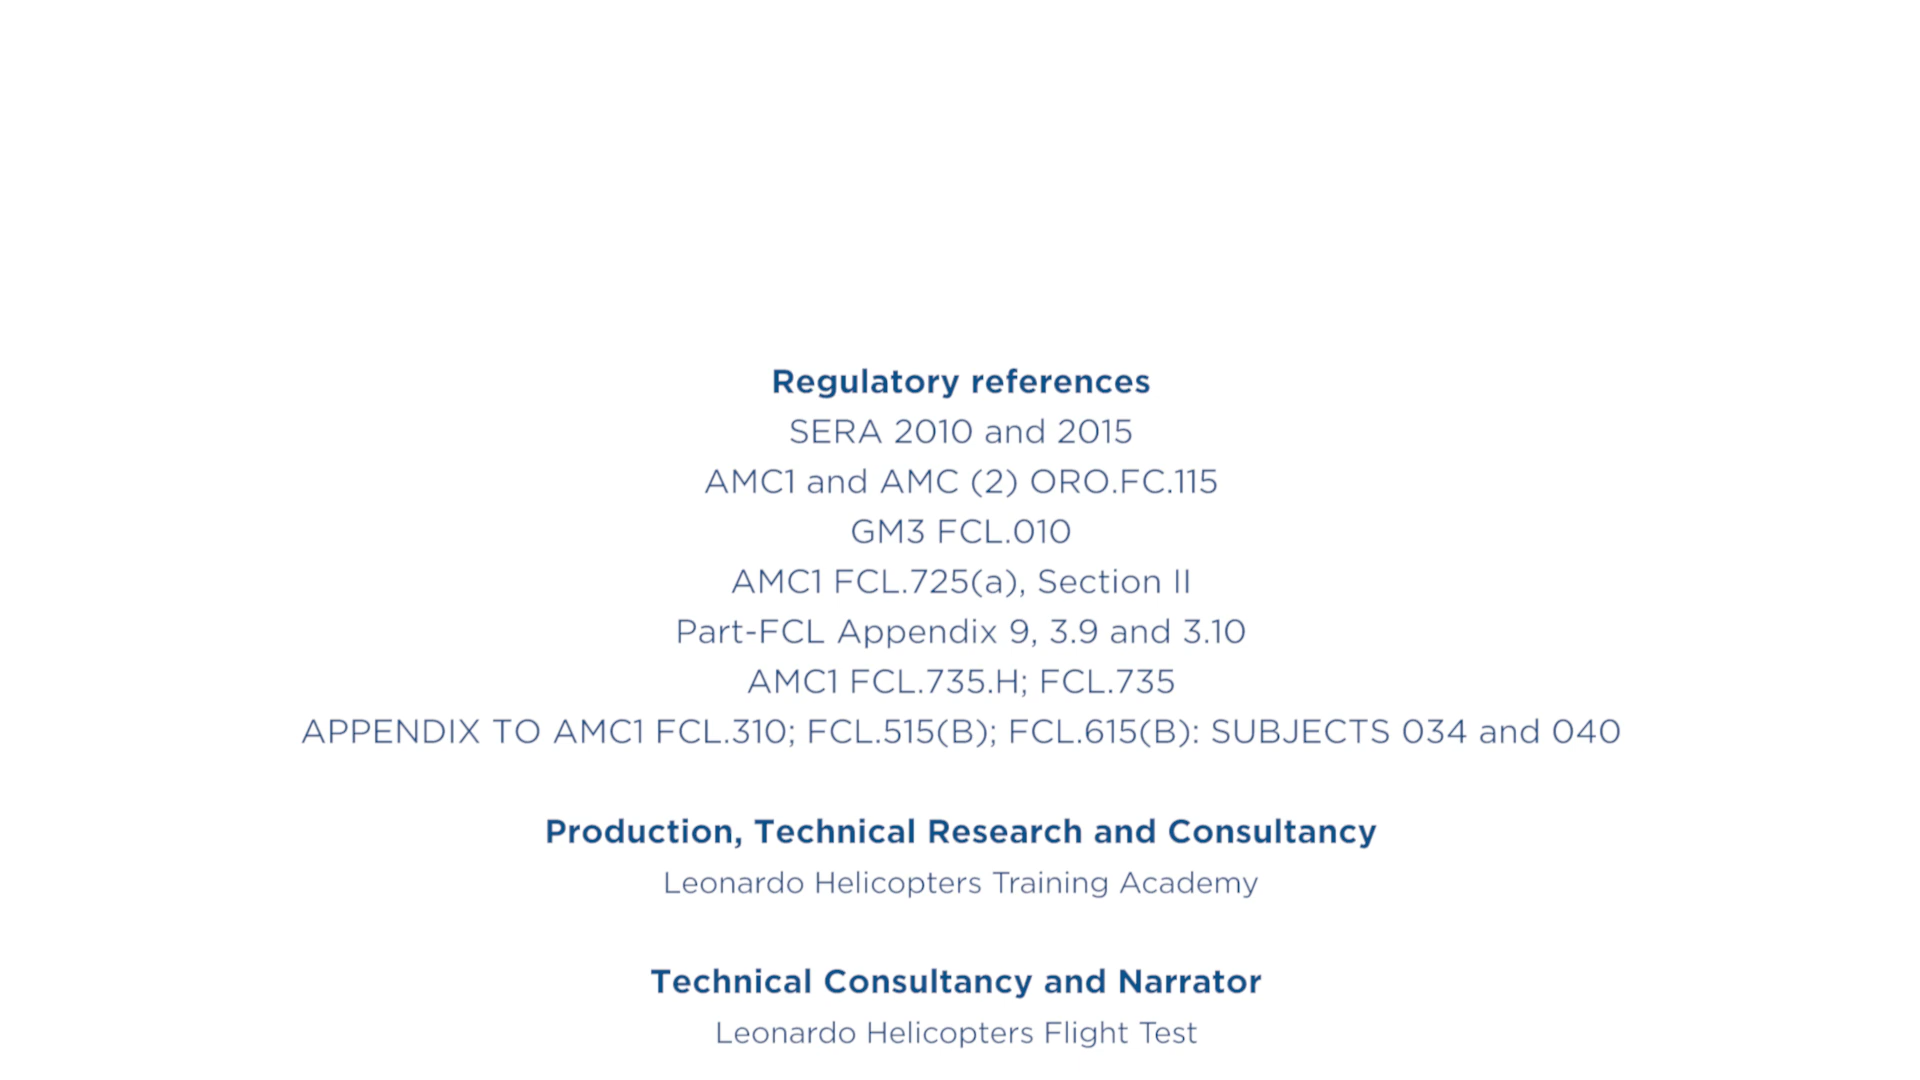 Regulatory references
SERA 2010 and 2015
AMC1 and AMC (2) ORO.FC.115
GM3 FCL.010
AMC1 FCL.725(a), Section II
Part-FCL Appendix 9, 3.9 and 3.10
AMC1 FCL.735.H; FCL.735
APPENDIX TO AMC1 FCL.310; FCL.515(B); FCL.615(B): SUBJECTS 034 and 040
Production, Technical Research and Consultancy
Leonardo Helicopters Training Academy
Technical Consultancy and Narrator
Leonardo Helicopters Flight Test